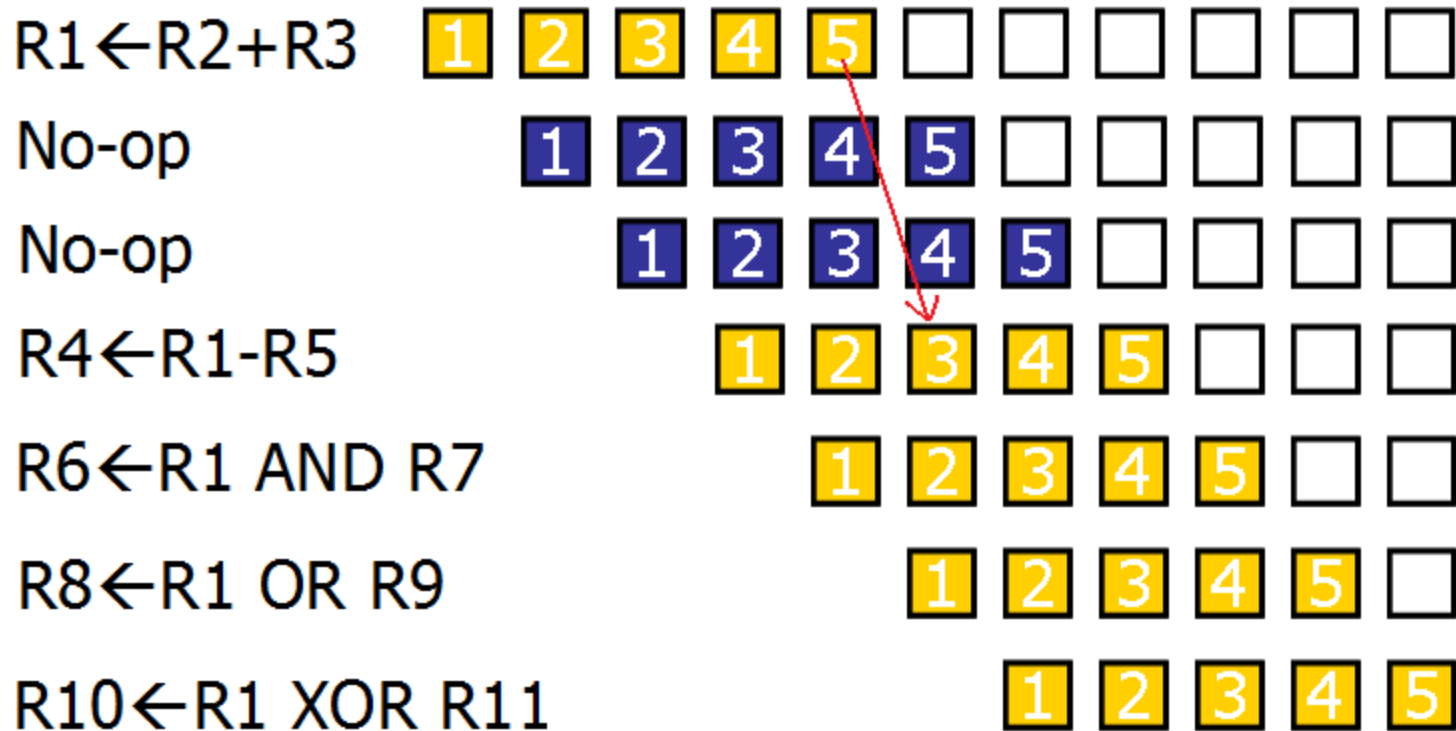 R1←R2+R3 1 2 3 4 5
No-op 1 2 3 4 5
No-op 1 2 3 4 5
R4←R1-R5 1 2 3 4 5
R6←R1 AND R7 1 2 3 4 5
R8←R1 OR R9 1 2 3 4 5
R10←R1 XOR R11 1 2 3 4 5